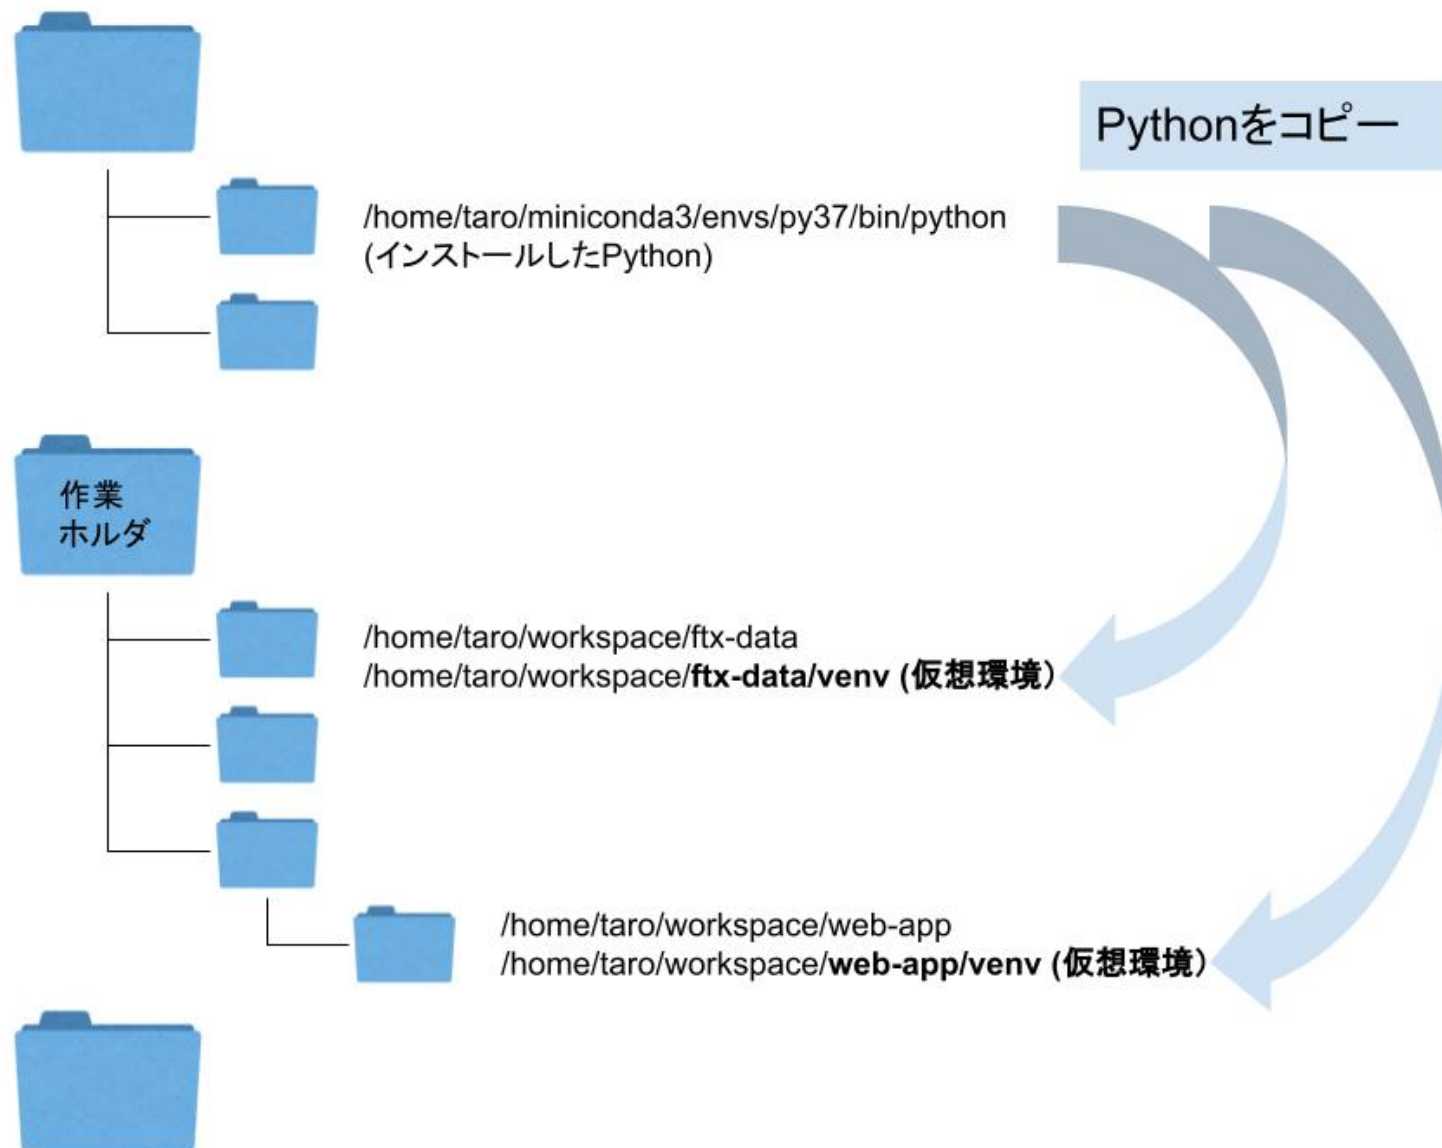 Pythonをコピー
/home/taro/miniconda3/envs/py37/bin/python
(インストールしたPython)
作業
ホルダ
/home/taro/workspace/ftx-data
/home/taro/workspace/ftx-data/venv (仮想環境)
/home/taro/workspace/web-app
/home/taro/workspace/web-app/venv (仮想環境)